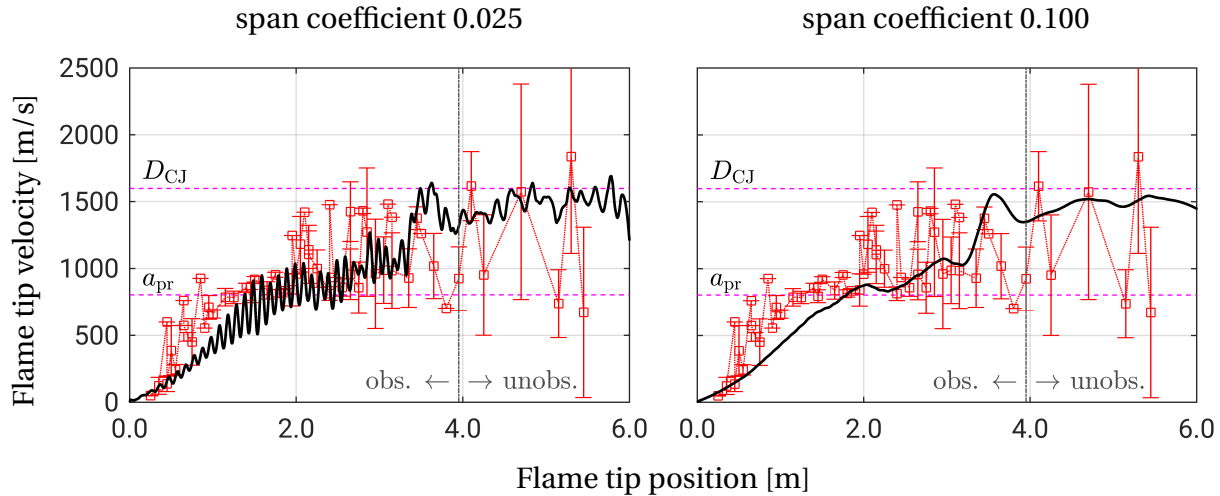 span coefficient 0.025
span coefficient 0.100
Flame tip velocity [m/s]
2500
2000
1500
1000
500
0
D_CJ
a_pr
obs. ← → unobs.
0.0 2.0 4.0 6.0
D_CJ
a_pr
obs. ← → unobs.
0.0 2.0 4.0 6.0
Flame tip position [m]